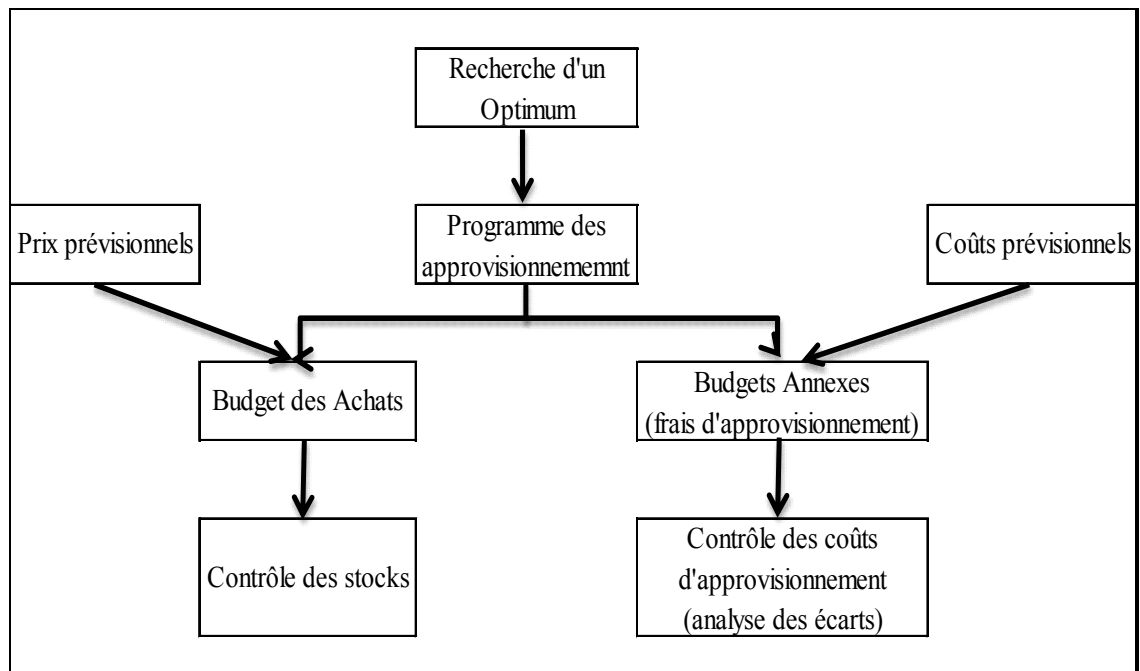 Recherche d'un
Optimum
Prix prévisionnels
Programme des
approvisionnememnt
Coûts prévisionnels
Budget des Achats
Budgets Annexes
(frais d'approvisionnement)
Contrôle des stocks
Contrôle des coûts
d'approvisionnement
(analyse des écarts)